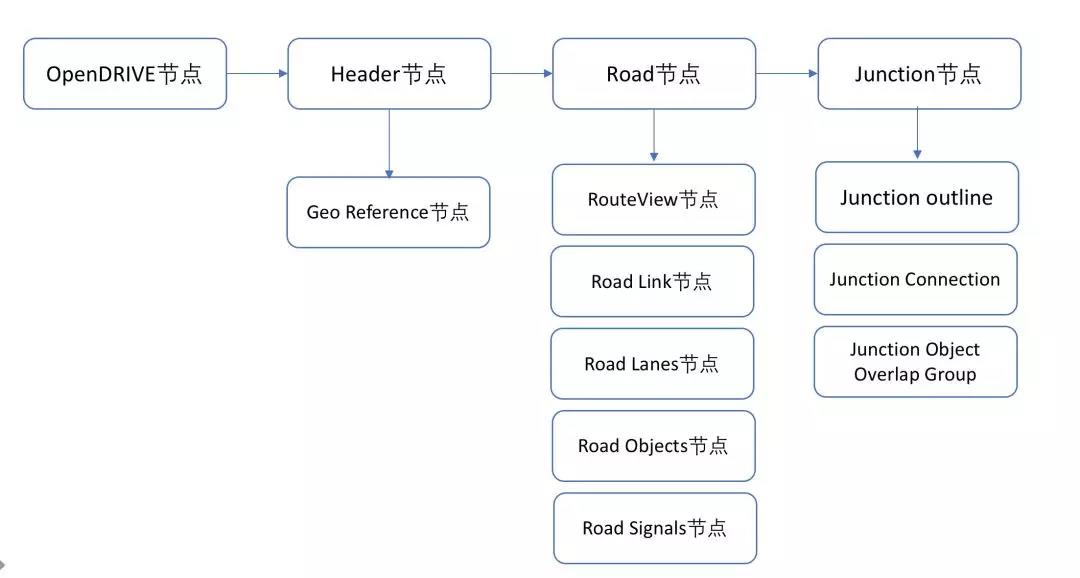 OpenDRIVE节点
Header节点
Road节点
Junction节点
Geo Reference节点
RouteView节点
Road Link节点
Road Lanes节点
Road Objects节点
Road Signals节点
Junction outline
Junction Connection
Junction Object
Overlap Group